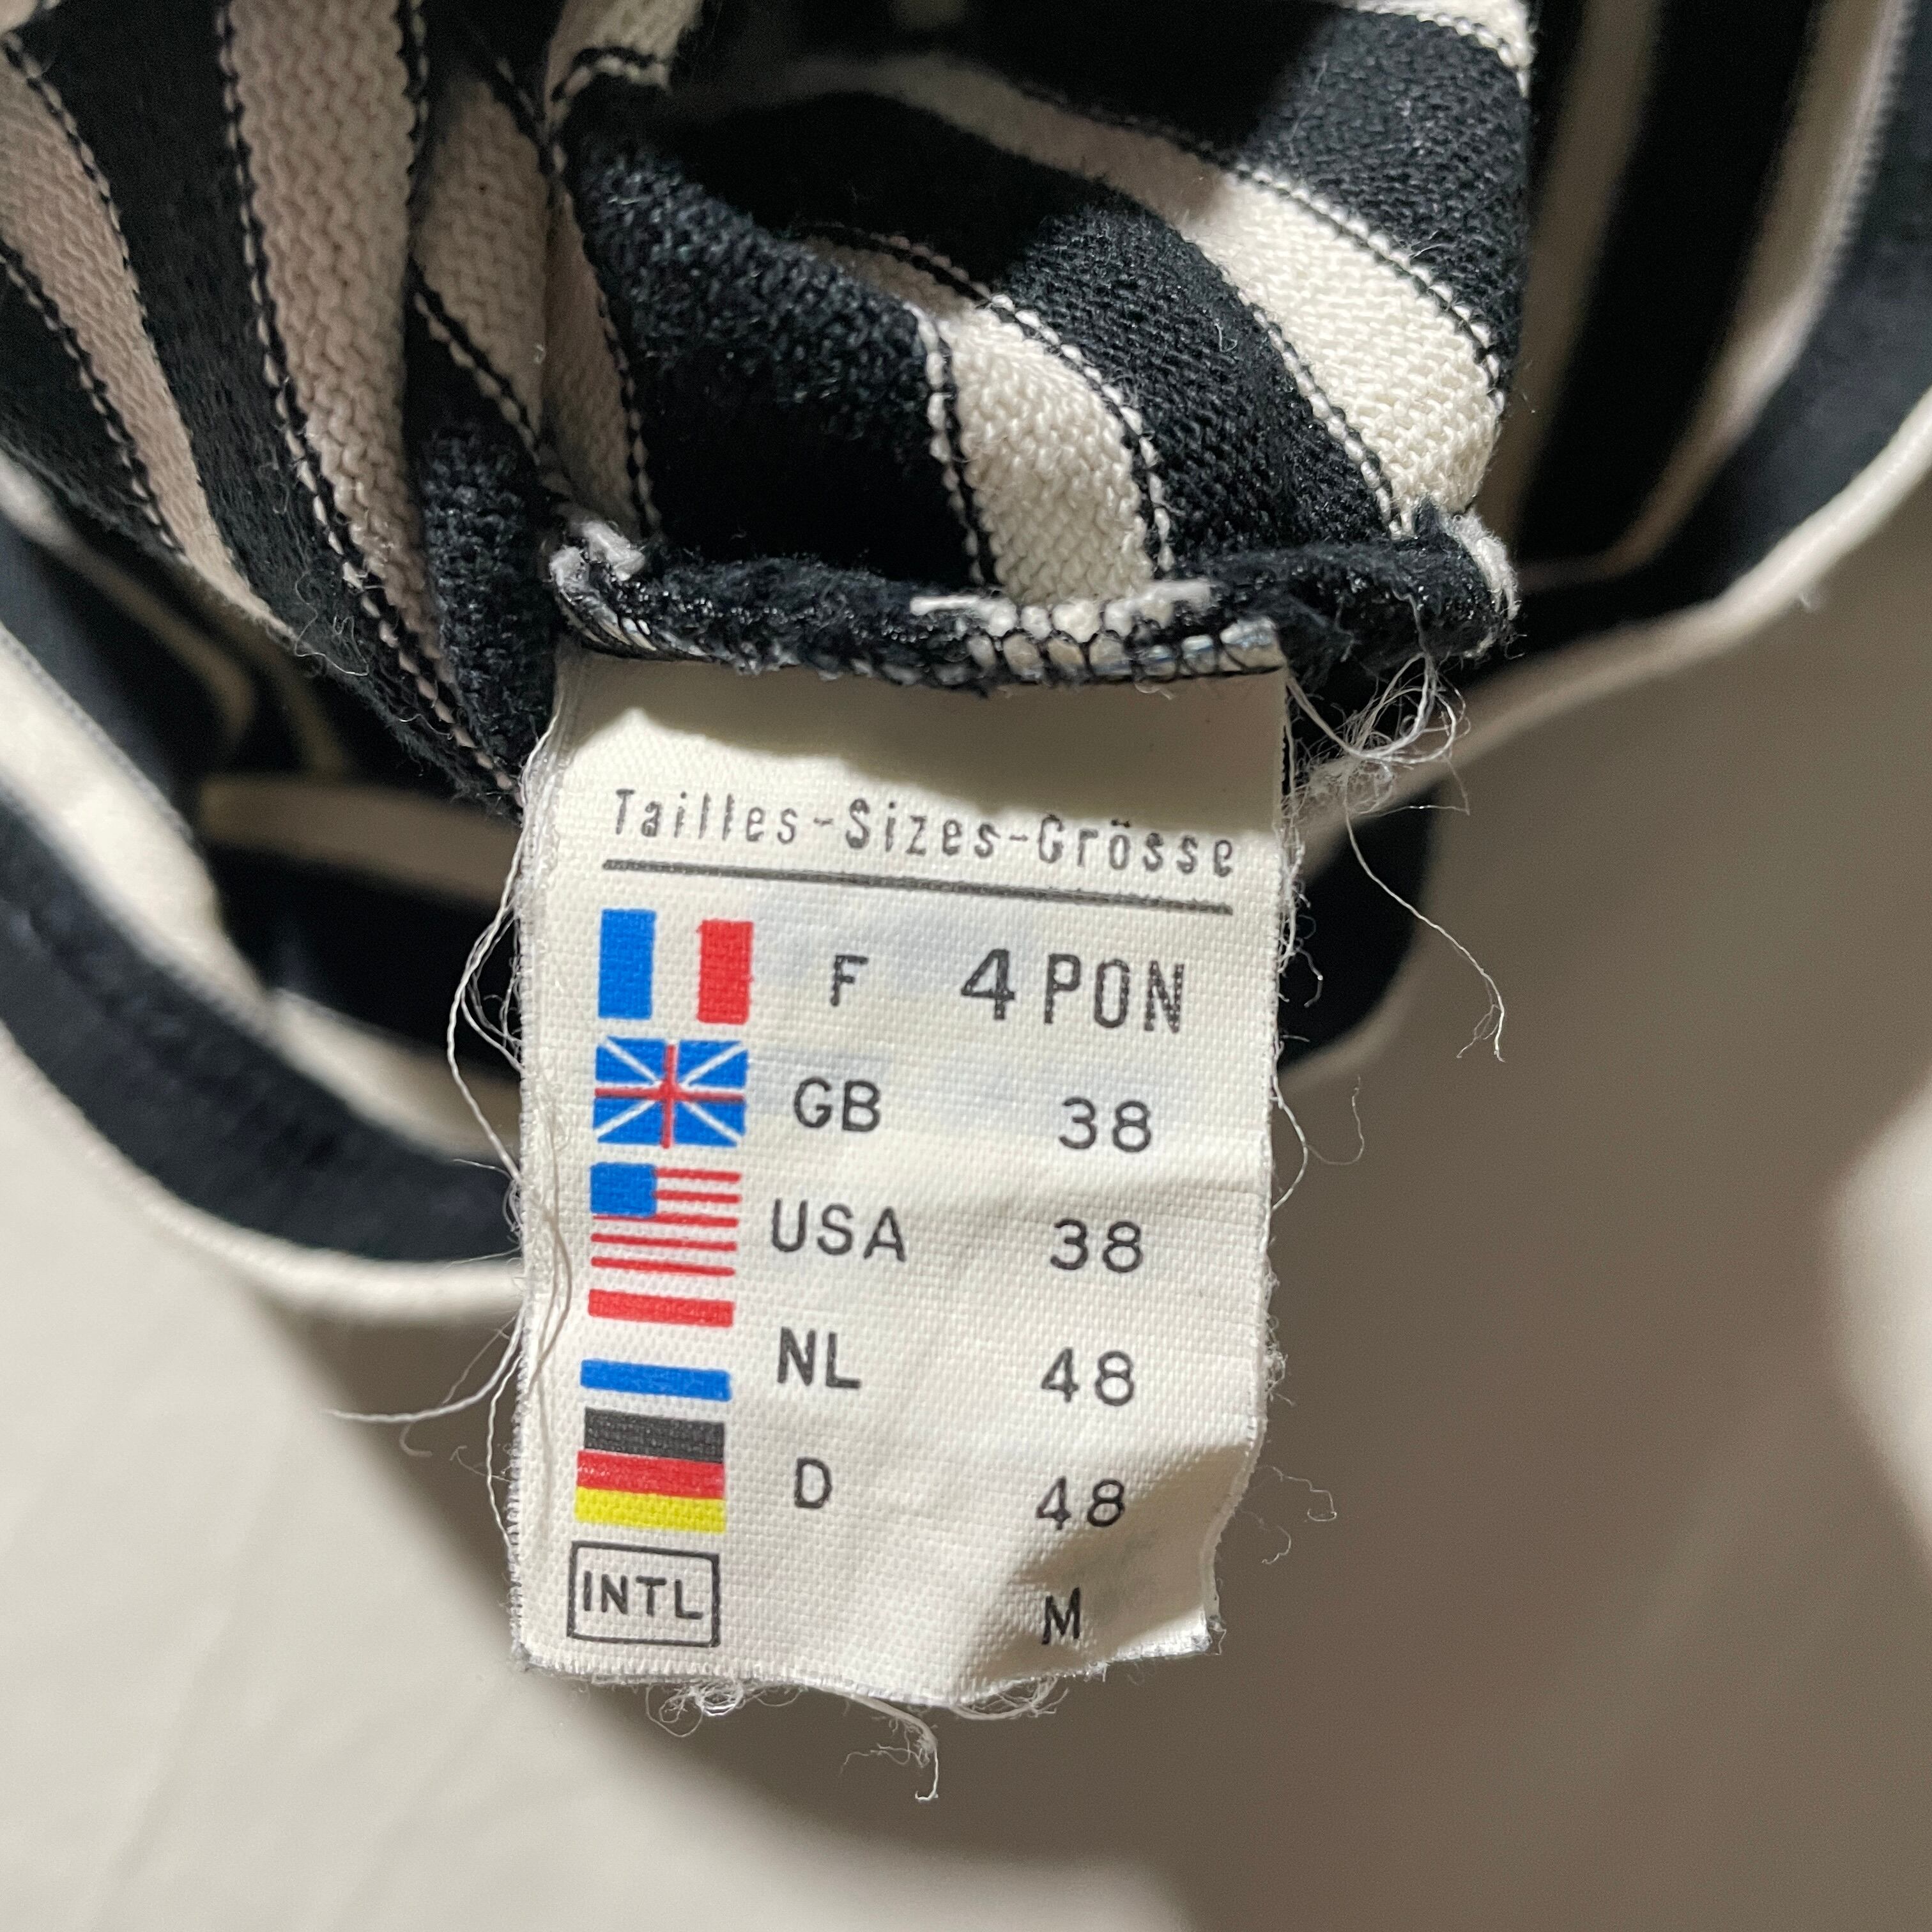 Tailles-Sizes-Grösse
F 4 PON
GB 38
USA 38
NL 48
D 48
INTL M